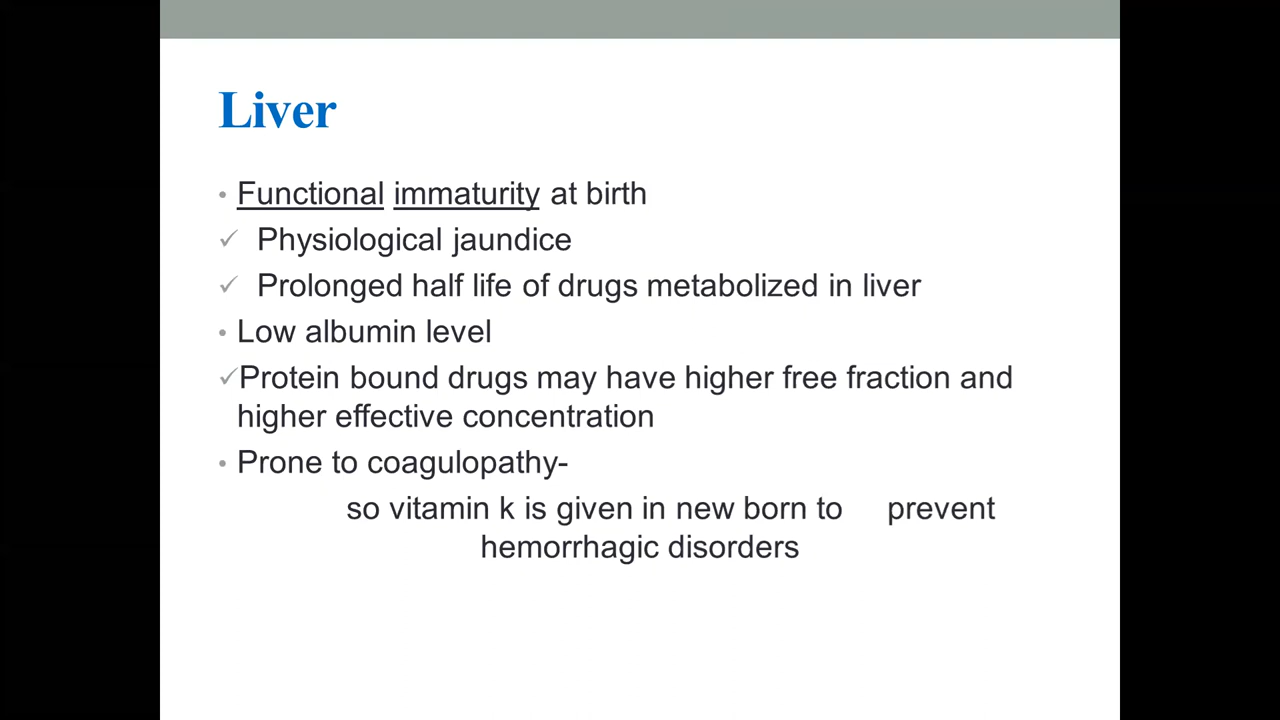 Liver
• Functional immaturity at birth
✓ Physiological jaundice
✓ Prolonged half life of drugs metabolized in liver
• Low albumin level
✓Protein bound drugs may have higher free fraction and
higher effective concentration
• Prone to coagulopathy-
so vitamin k is given in new born to prevent
hemorrhagic disorders